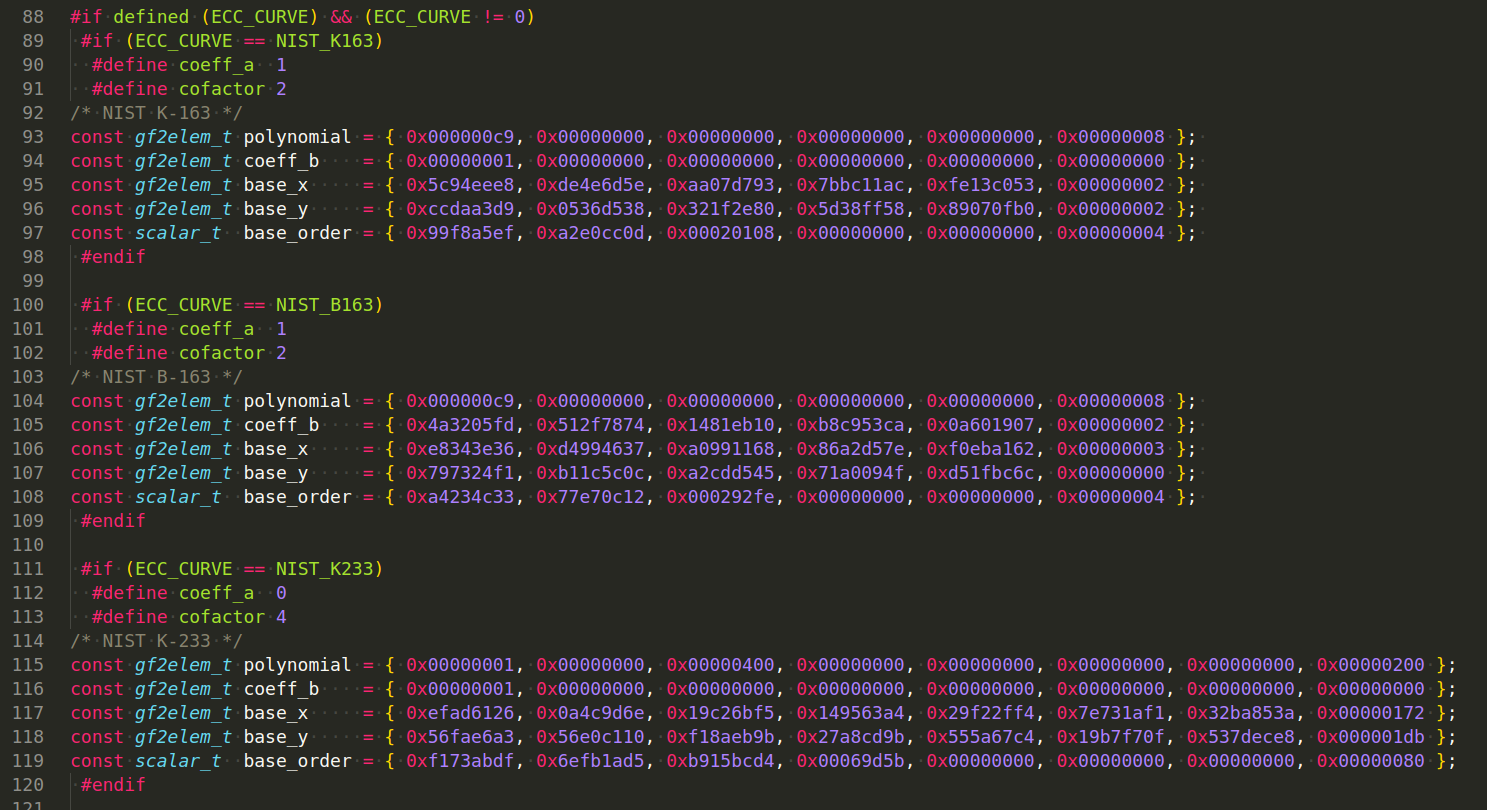 88 #if defined (ECC_CURVE) && (ECC_CURVE != 0)
89  #if (ECC_CURVE == NIST_K163)
90   #define coeff_a  1
91   #define cofactor 2
92 /* NIST K-163 */
93 const gf2elem_t polynomial = { 0x000000c9, 0x00000000, 0x00000000, 0x00000000, 0x00000000, 0x00000008 };
94 const gf2elem_t coeff_b    = { 0x00000001, 0x00000000, 0x00000000, 0x00000000, 0x00000000, 0x00000000 };
95 const gf2elem_t base_x     = { 0x5c94eee8, 0xde4e6d5e, 0xaa07d793, 0x7bbc11ac, 0xfe13c053, 0x00000002 };
96 const gf2elem_t base_y     = { 0xccdaa3d9, 0x0536d538, 0x321f2e80, 0x5d38ff58, 0x89070fb0, 0x00000002 };
97 const scalar_t  base_order = { 0x99f8a5ef, 0xa2e0cc0d, 0x00020108, 0x00000000, 0x00000000, 0x00000004 };
98  #endif
99
100  #if (ECC_CURVE == NIST_B163)
101   #define coeff_a  1
102   #define cofactor 2
103 /* NIST B-163 */
104 const gf2elem_t polynomial = { 0x000000c9, 0x00000000, 0x00000000, 0x00000000, 0x00000000, 0x00000008 };
105 const gf2elem_t coeff_b    = { 0x4a3205fd, 0x512f7874, 0x1481eb10, 0xb8c953ca, 0x0a601907, 0x00000002 };
106 const gf2elem_t base_x     = { 0xe8343e36, 0xd4994637, 0xa0991168, 0x86a2d57e, 0xf0eba162, 0x00000003 };
107 const gf2elem_t base_y     = { 0x797324f1, 0xb11c5c0c, 0xa2cdd545, 0x71a0094f, 0xd51fbc6c, 0x00000000 };
108 const scalar_t  base_order = { 0xa4234c33, 0x77e70c12, 0x000292fe, 0x00000000, 0x00000000, 0x00000004 };
109  #endif
110
111  #if (ECC_CURVE == NIST_K233)
112   #define coeff_a  0
113   #define cofactor 4
114 /* NIST K-233 */
115 const gf2elem_t polynomial = { 0x00000001, 0x00000000, 0x00000400, 0x00000000, 0x00000000, 0x00000000, 0x00000000, 0x00000200 };
116 const gf2elem_t coeff_b    = { 0x00000001, 0x00000000, 0x00000000, 0x00000000, 0x00000000, 0x00000000, 0x00000000, 0x00000000 };
117 const gf2elem_t base_x     = { 0xefad6126, 0x0a4c9d6e, 0x19c26bf5, 0x149563a4, 0x29f22ff4, 0x7e731af1, 0x32ba853a, 0x00000172 };
118 const gf2elem_t base_y     = { 0x56fae6a3, 0x56e0c110, 0xf18aeb9b, 0x27a8cd9b, 0x555a67c4, 0x19b7f70f, 0x537dece8, 0x000001db };
119 const scalar_t  base_order = { 0xf173abdf, 0x6efb1ad5, 0xb915bcd4, 0x00069d5b, 0x00000000, 0x00000000, 0x00000000, 0x00000080 };
120  #endif
121